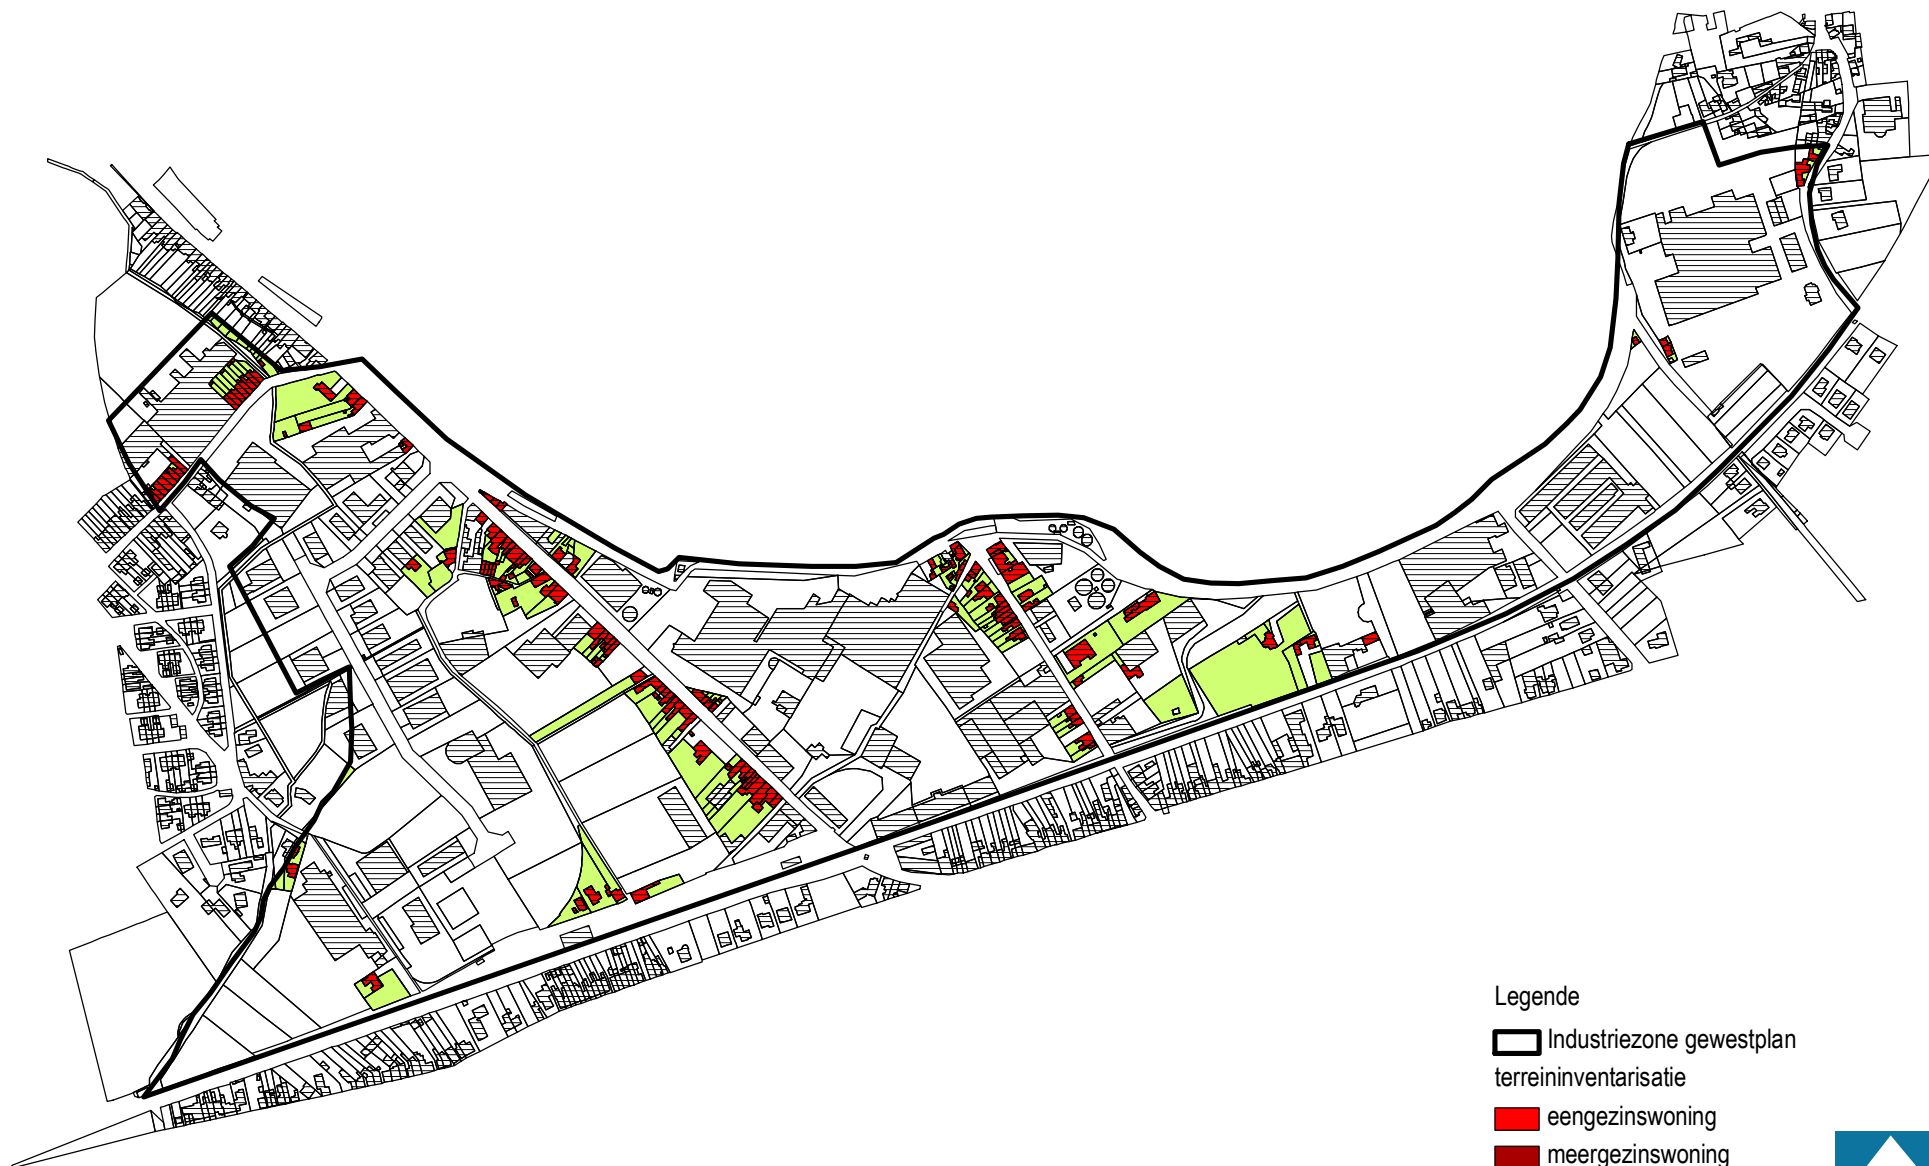 Legende
Industriezone gewestplan
terreininventarisatie
eengezinswoning
meergezinswoning